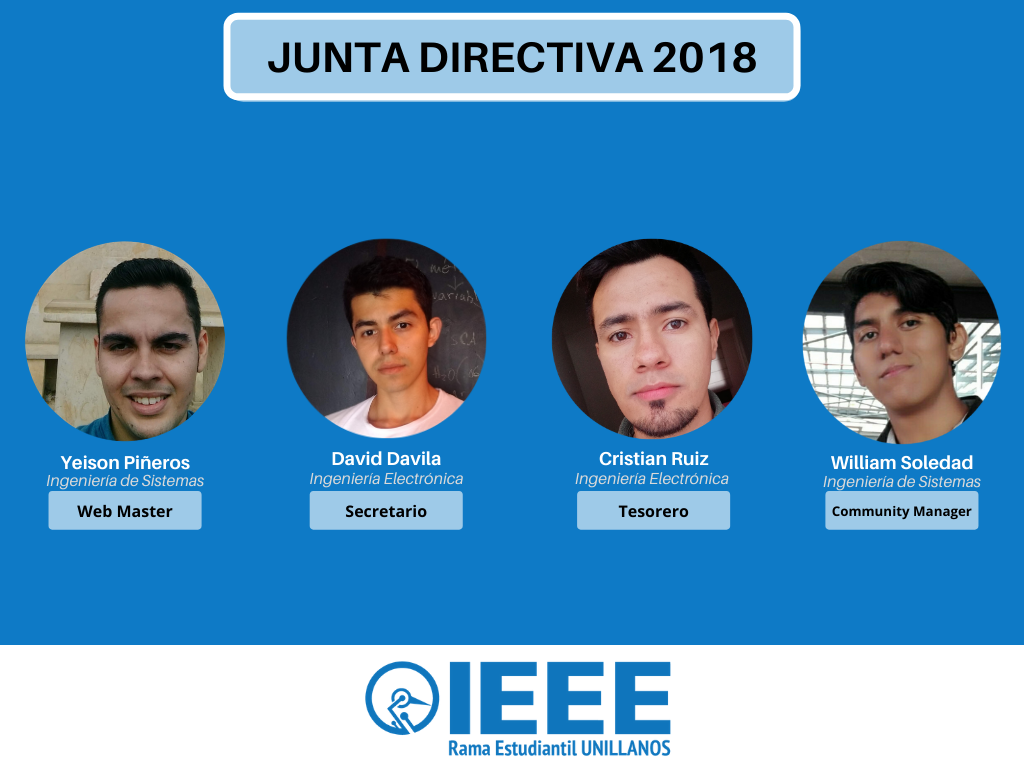 JUNTA DIRECTIVA 2018
Yeison Piñeros
Ingeniería de Sistemas
Web Master
David Davila
Ingeniería Electrónica
Secretario
Cristian Ruiz
Ingeniería Electrónica
Tesorero
William Soledad
Ingeniería de Sistemas
Community Manager
IEEE
Rama Estudiantil UNILLANOS